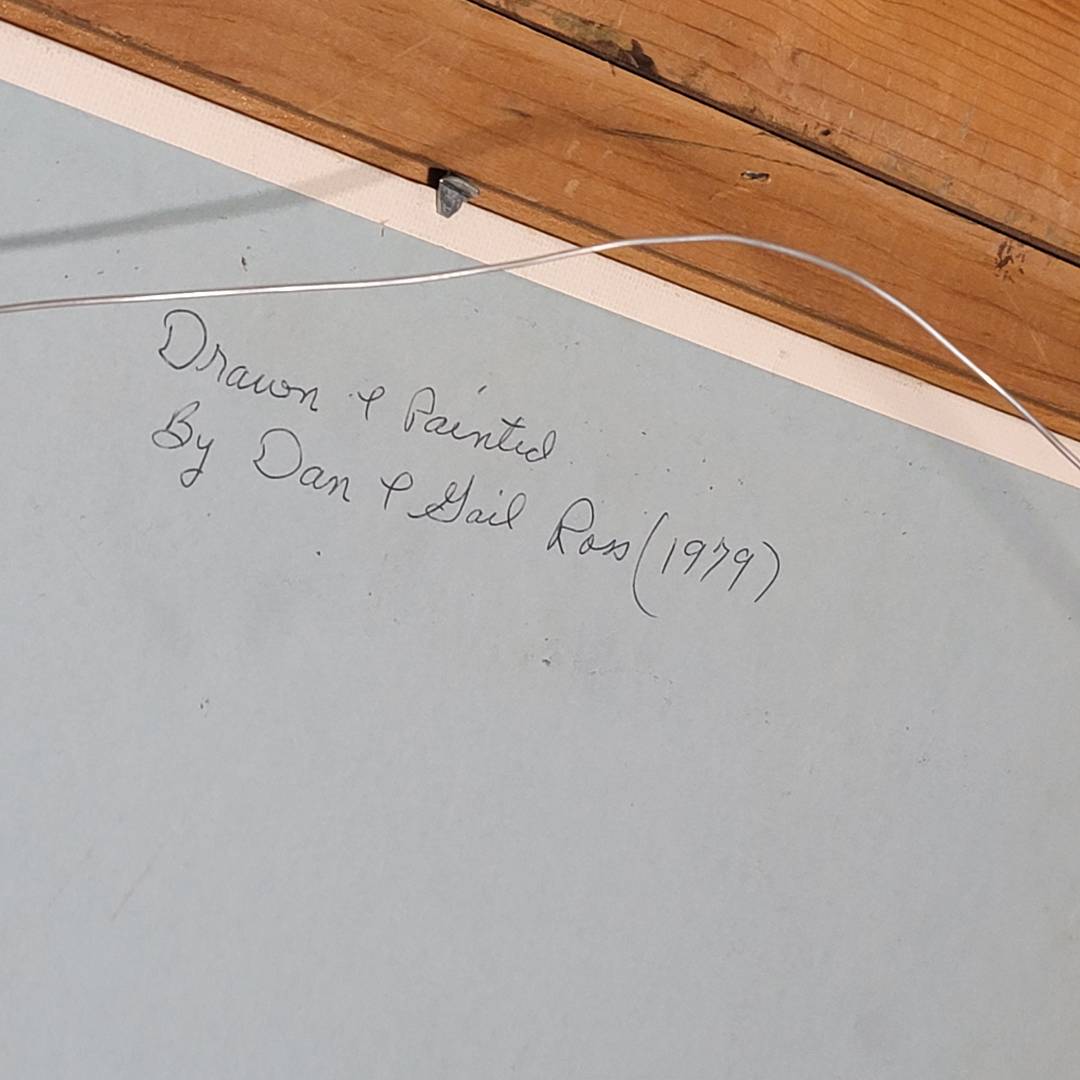 Drawn & Painted
By Dan & Gail Ross (1979)